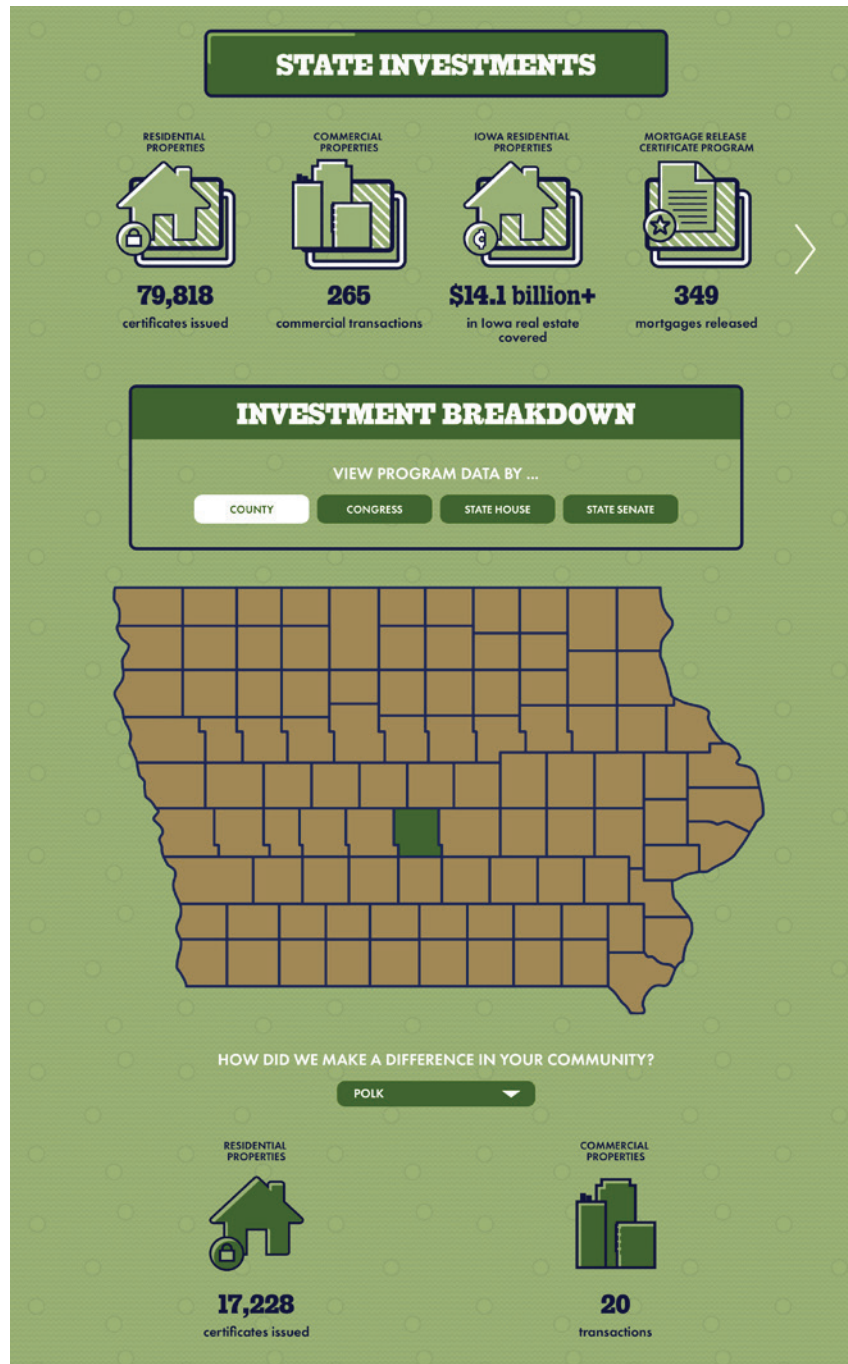 STATE INVESTMENTS
RESIDENTIAL
PROPERTIES
79,818
certificates issued
COMMERCIAL
PROPERTIES
265
commercial transactions
IOWA RESIDENTIAL
PROPERTIES
$14.1 billion+
in Iowa real estate
covered
MORTGAGE RELEASE
CERTIFICATE PROGRAM
349
mortgages released
INVESTMENT BREAKDOWN
VIEW PROGRAM DATA BY ...
COUNTY
CONGRESS
STATE HOUSE
STATE SENATE
HOW DID WE MAKE A DIFFERENCE IN YOUR COMMUNITY?
POLK
RESIDENTIAL
PROPERTIES
17,228
certificates issued
COMMERCIAL
PROPERTIES
20
transactions